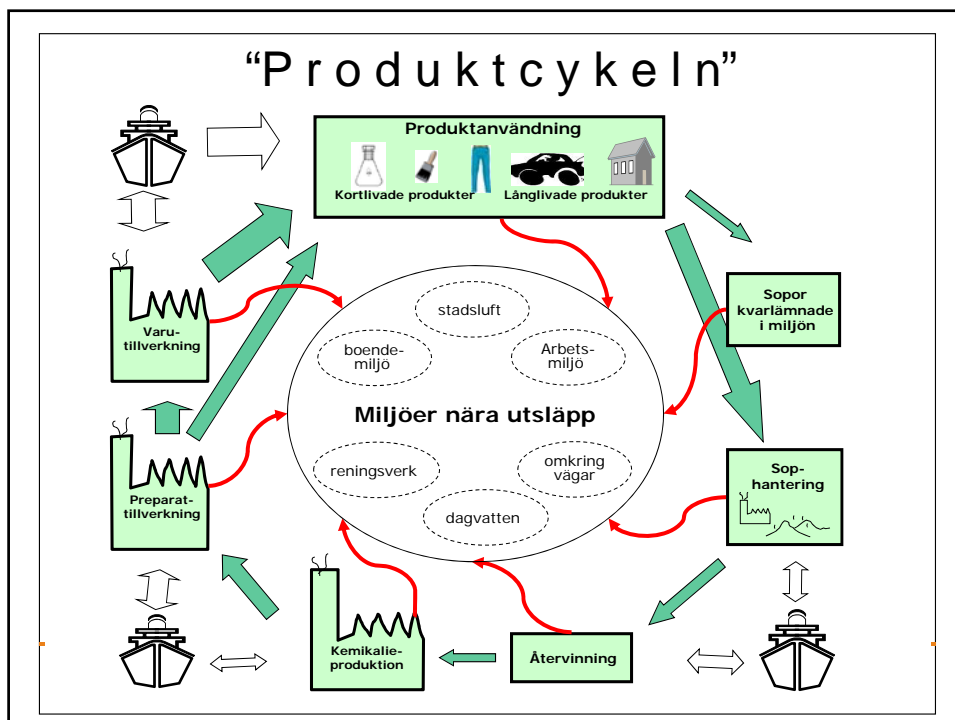 “Produktcykeln”
Produktanvändning
Kortlivade produkter
Långlivade produkter
Varu-
tillverkning
Sopor
kvarlämnade
i miljön
stadsluft
boende-
miljö
Arbets-
miljö
Miljöer nära utsläpp
reningsverk
omkring
vägar
dagvatten
Preparat-
tillverkning
Sop-
hantering
Kemikalie-
produktion
Återvinning